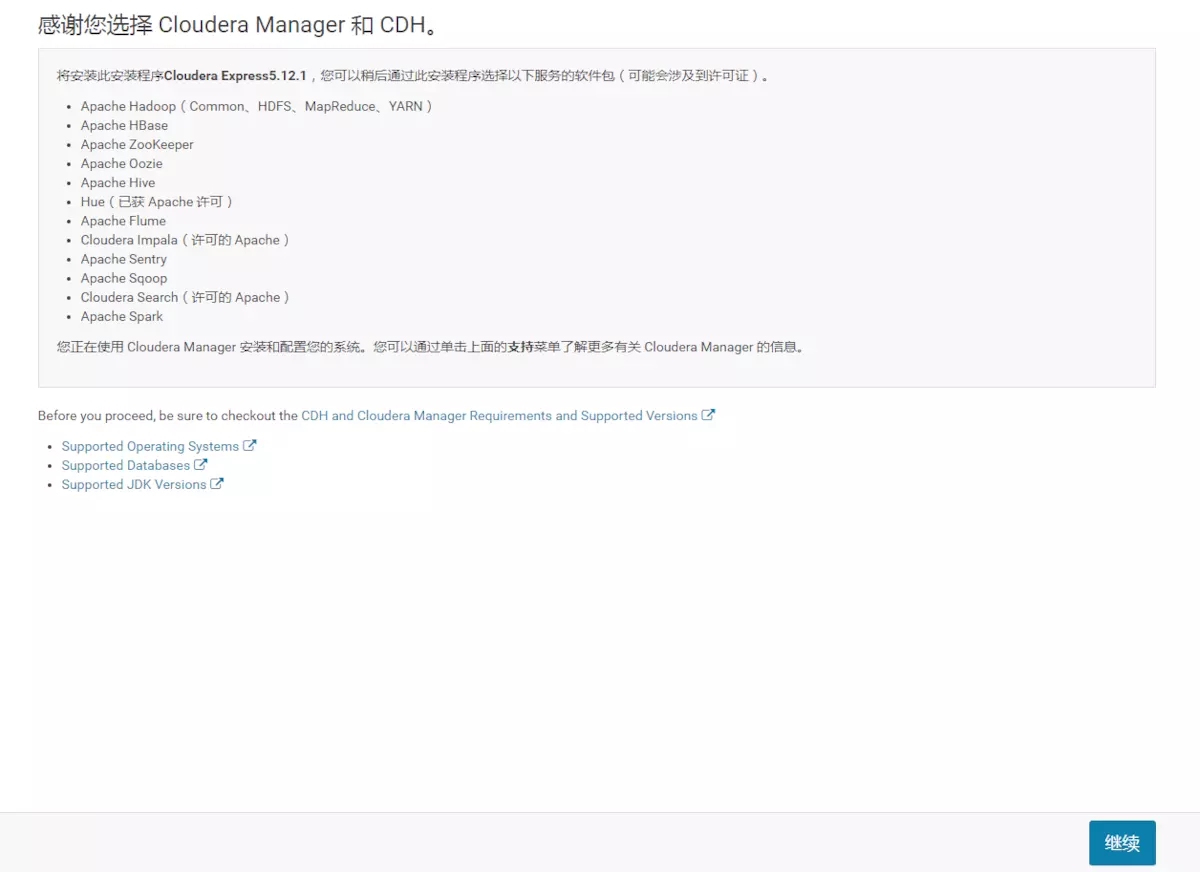 感谢您选择 Cloudera Manager 和 CDH。
将安装此安装程序Cloudera Express5.12.1，您可以稍后通过此安装程序选择以下服务的软件包（可能会涉及到许可证）。
Apache Hadoop（Common、HDFS、MapReduce、YARN）
Apache HBase
Apache ZooKeeper
Apache Oozie
Apache Hive
Hue（已获 Apache 许可）
Apache Flume
Cloudera Impala（许可的 Apache）
Apache Sentry
Apache Sqoop
Cloudera Search（许可的 Apache）
Apache Spark
您正在使用 Cloudera Manager 安装和配置您的系统。您可以通过单击上面的支持菜单了解更多有关 Cloudera Manager 的信息。
Before you proceed, be sure to checkout the CDH and Cloudera Manager Requirements and Supported Versions
Supported Operating Systems
Supported Databases
Supported JDK Versions
继续